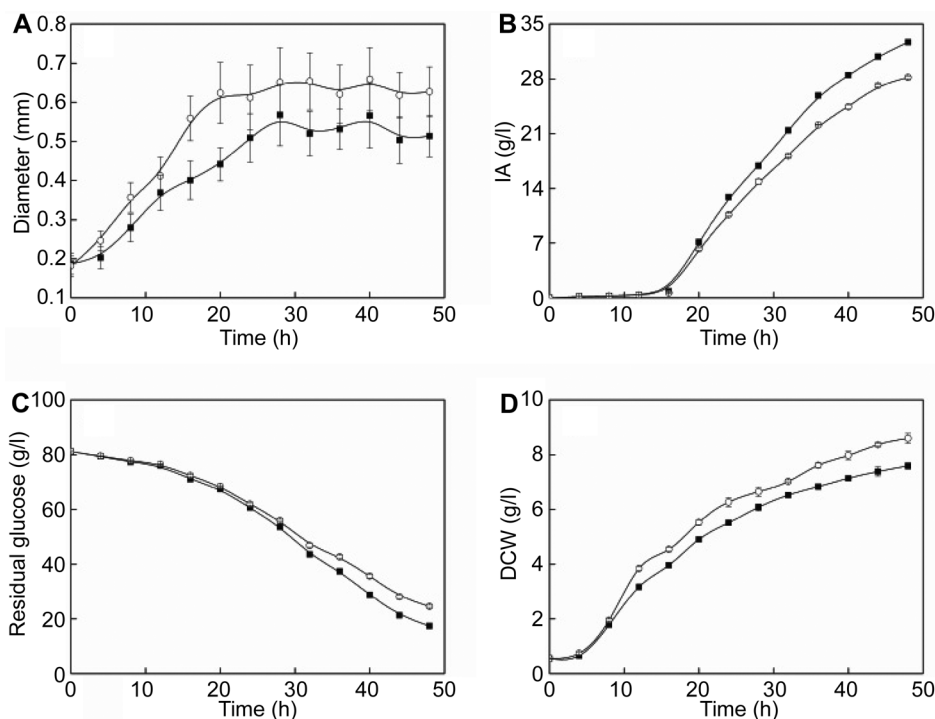 A
Diameter (mm)
0.8
0.7
0.6
0.5
0.4
0.3
0.2
0.1
0 10 20 30 40 50
Time (h)
B
IA (g/l)
35
28
21
14
7
0
0 10 20 30 40 50
Time (h)
C
Residual glucose (g/l)
100
80
60
40
20
0
0 10 20 30 40 50
Time (h)
D
DCW (g/l)
10
8
6
4
2
0
0 10 20 30 40 50
Time (h)